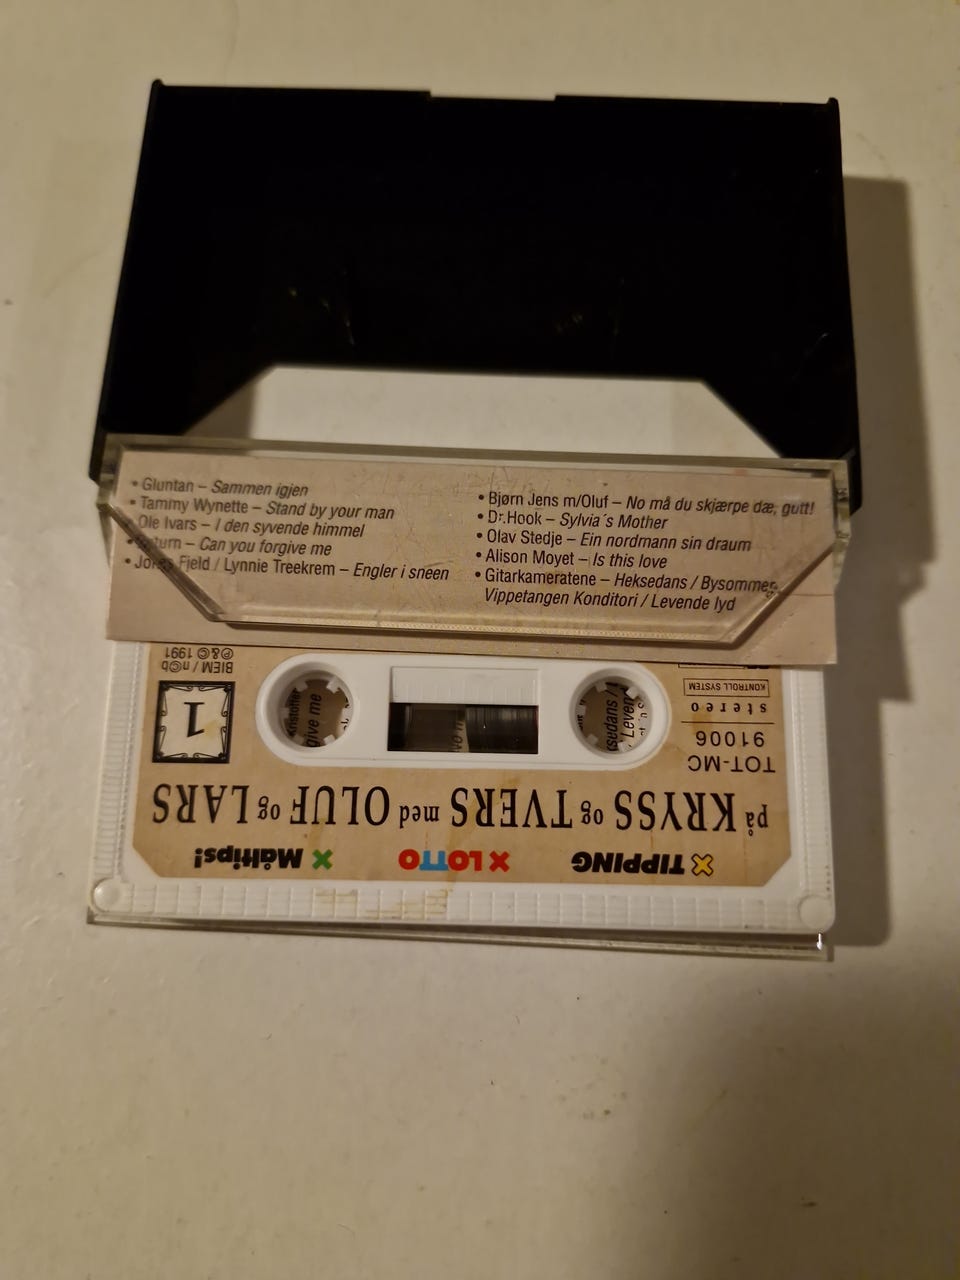 • Gluntan – Sammen igjen
• Tammy Wynette – Stand by your man
Ole Ivars – I den syvende himmel
– Can you forgive me
• Field / Lynnie Treekrem – Engler i sneen
• Bjørn Jens m/Oluf – No må du skjærpe dæ, gutt!
• Dr.Hook – Sylvia´s Mother
• Olav Stedje – Ein nordmann sin draum
• Alison Moyet – Is this love
• Gitarkameratene – Heksedans / Bysommer
Vippetangen Konditori / Levende lyd
X TIPPING X LOTTO X Måltips!
på KRYSS og TVERS med OLUF og LARS
TOT-MC
91006
stereo
KONTROLL SYSTEM
1
BIEM / n©b
℗&© 1991
give me